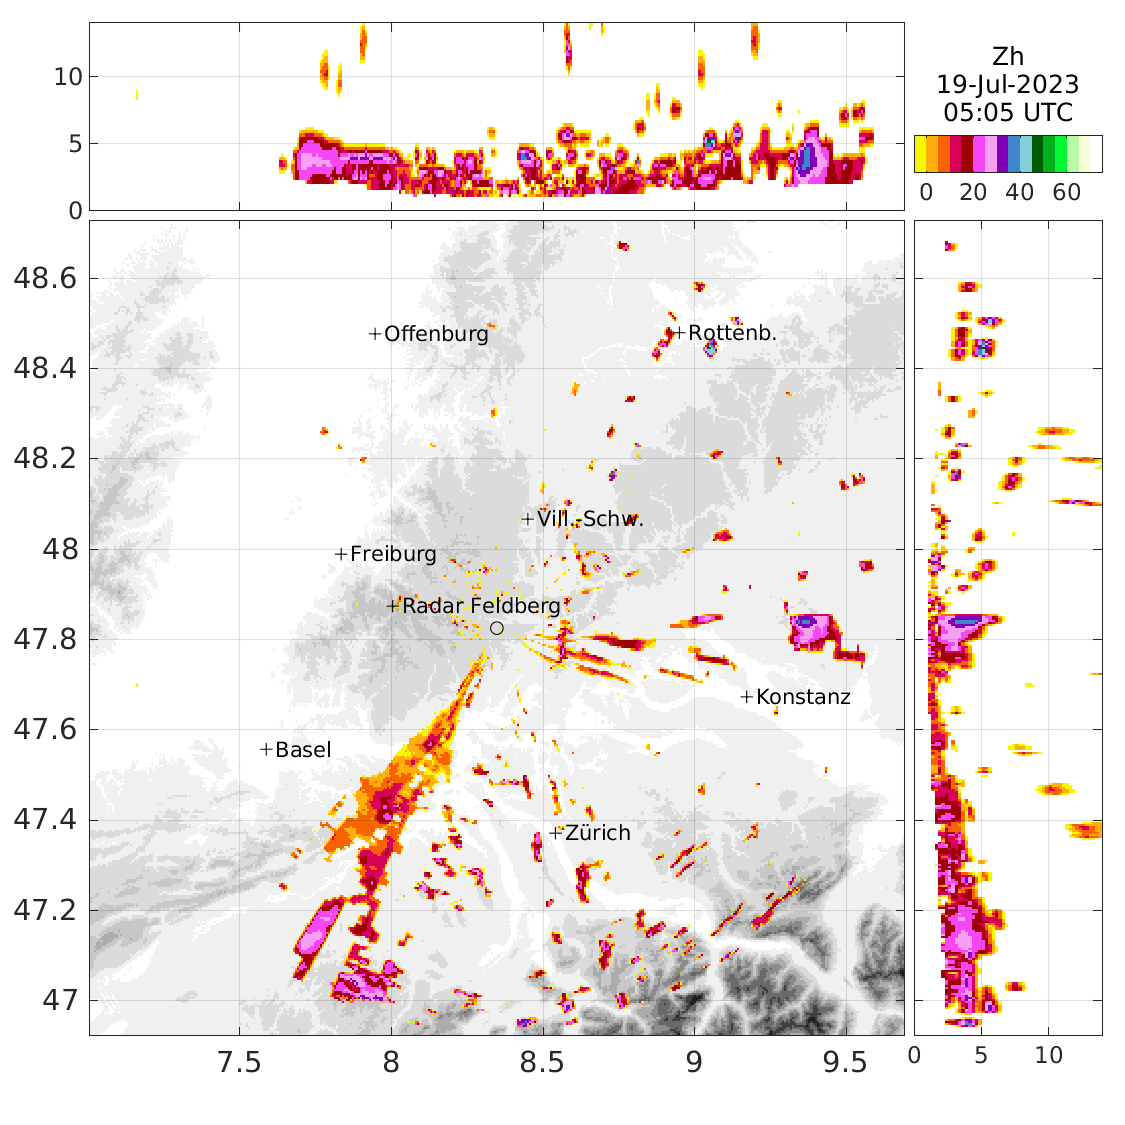 10
5
0
Zh
19-Jul-2023
05:05 UTC
0 20 40 60
48.6
48.4
48.2
48
47.8
47.6
47.4
47.2
47
+Offenburg
+Rottenb.
+Vill.-Schw.
+Freiburg
+Radar Feldberg
+Konstanz
+Basel
+Zürich
7.5 8 8.5 9 9.5
0 5 10